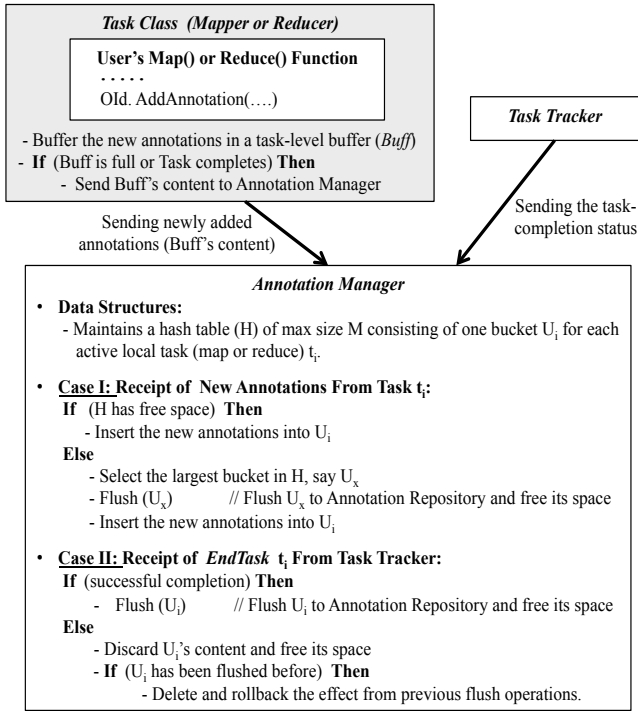 Task Class (Mapper or Reducer)
User's Map() or Reduce() Function
. . . . .
OId. AddAnnotation(….)
- Buffer the new annotations in a task-level buffer (Buff)
- If (Buff is full or Task completes) Then
- Send Buff's content to Annotation Manager
Task Tracker
Sending newly added
annotations (Buff's content)
Sending the task-
completion status
Annotation Manager
• Data Structures:
- Maintains a hash table (H) of max size M consisting of one bucket Ui for each
active local task (map or reduce) ti.
• Case I: Receipt of New Annotations From Task ti:
If (H has free space) Then
- Insert the new annotations into Ui
Else
- Select the largest bucket in H, say Ux
- Flush (Ux) // Flush Ux to Annotation Repository and free its space
- Insert the new annotations into Ui
• Case II: Receipt of EndTask ti From Task Tracker:
If (successful completion) Then
- Flush (Ui) // Flush Ui to Annotation Repository and free its space
Else
- Discard Ui's content and free its space
- If (Ui has been flushed before) Then
- Delete and rollback the effect from previous flush operations.